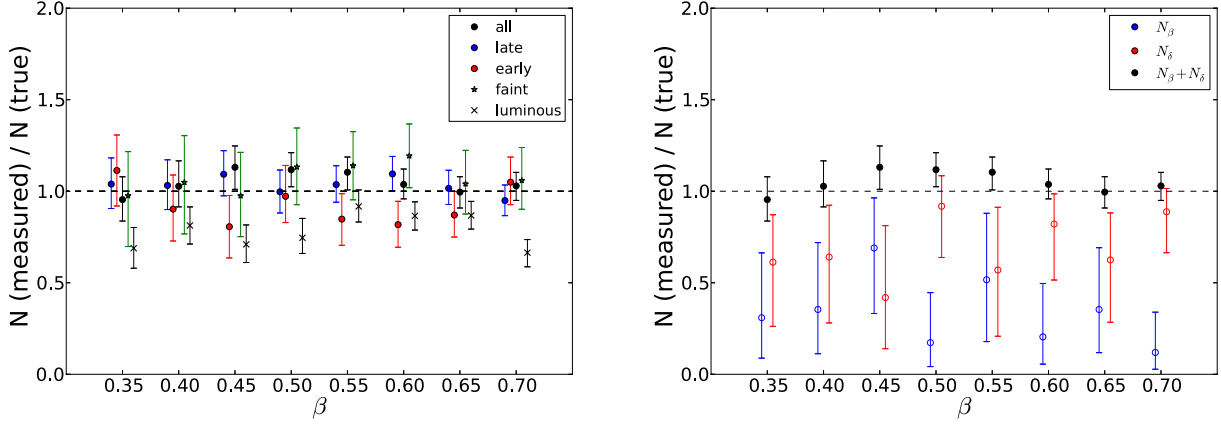 2.0
1.5
1.0
0.5
0.0
N (measured) / N (true)
0.35 0.40 0.45 0.50 0.55 0.60 0.65 0.70
β
all
late
early
faint
luminous
2.0
1.5
1.0
0.5
0.0
N (measured) / N (true)
0.35 0.40 0.45 0.50 0.55 0.60 0.65 0.70
β
Nβ
Nδ
Nβ + Nδ